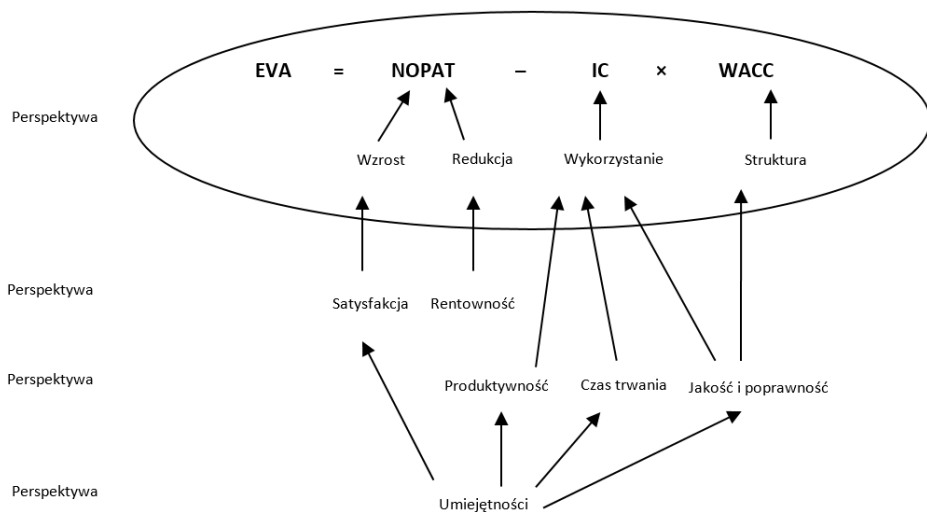 EVA = NOPAT – IC × WACC
Perspektywa
Wzrost Redukcja Wykorzystanie Struktura
Perspektywa
Satysfakcja Rentowność
Perspektywa
Produktywność Czas trwania Jakość i poprawność
Perspektywa
Umiejętności